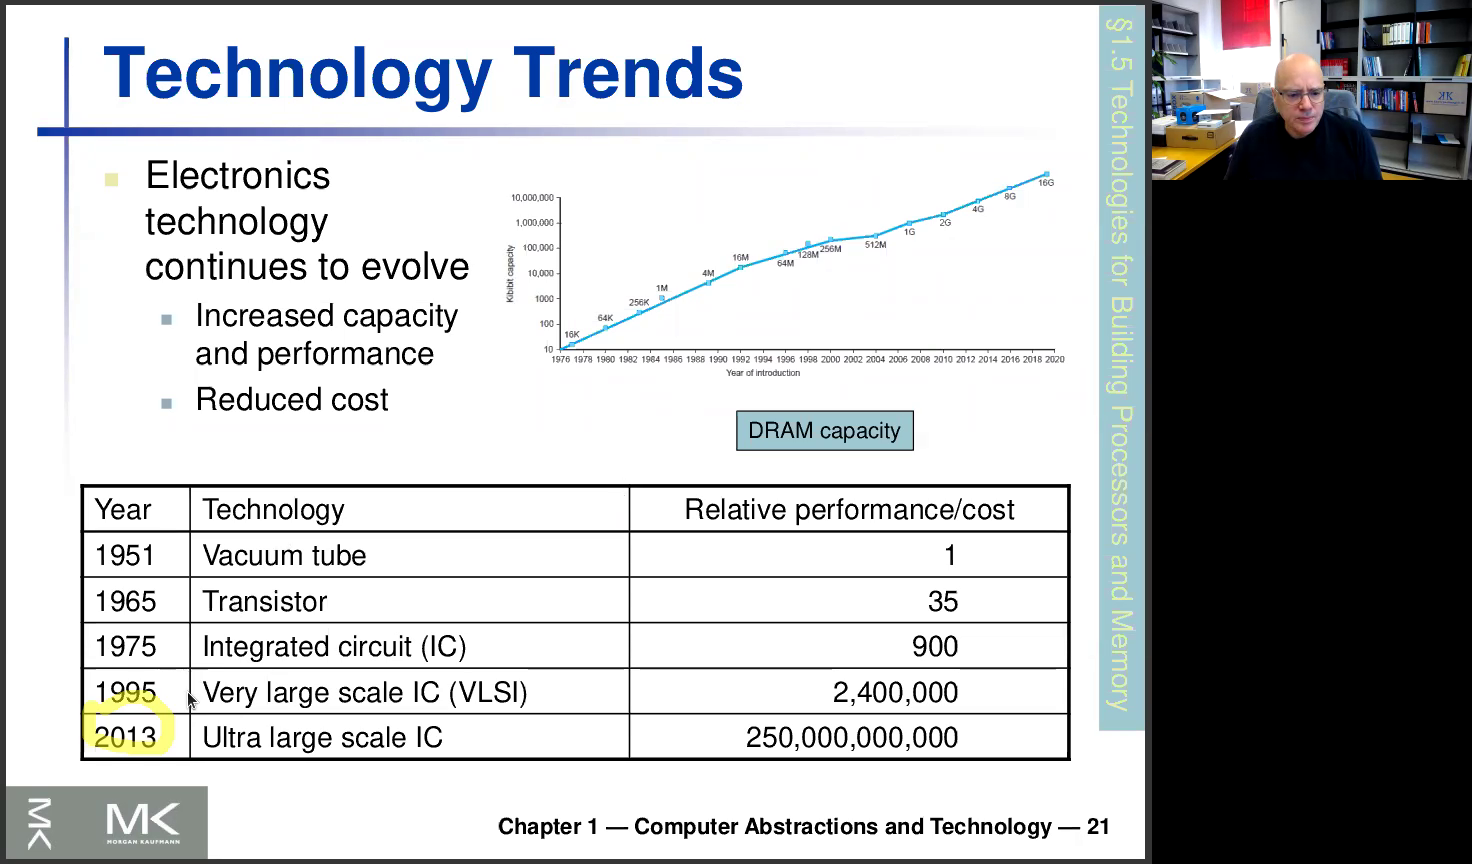 Technology Trends
Electronics
technology
continues to evolve
Increased capacity
and performance
Reduced cost
10,000,000
1,000,000
100,000
10,000
1000
100
10
Kibibit capacity
16K
64K
256K
1M
4M
16M
64M
128M
256M
512M
1G
2G
4G
8G
16G
1976 1978 1980 1982 1984 1986 1988 1990 1992 1994 1996 1998 2000 2002 2004 2006 2008 2010 2012 2014 2016 2018 2020
Year of introduction
DRAM capacity
Year Technology Relative performance/cost
1951 Vacuum tube 1
1965 Transistor 35
1975 Integrated circuit (IC) 900
1995 Very large scale IC (VLSI) 2,400,000
2013 Ultra large scale IC 250,000,000,000
§1.5 Technologies for Building Processors and Memory
MK
MK
MORGAN KAUFMANN
Chapter 1 — Computer Abstractions and Technology — 21